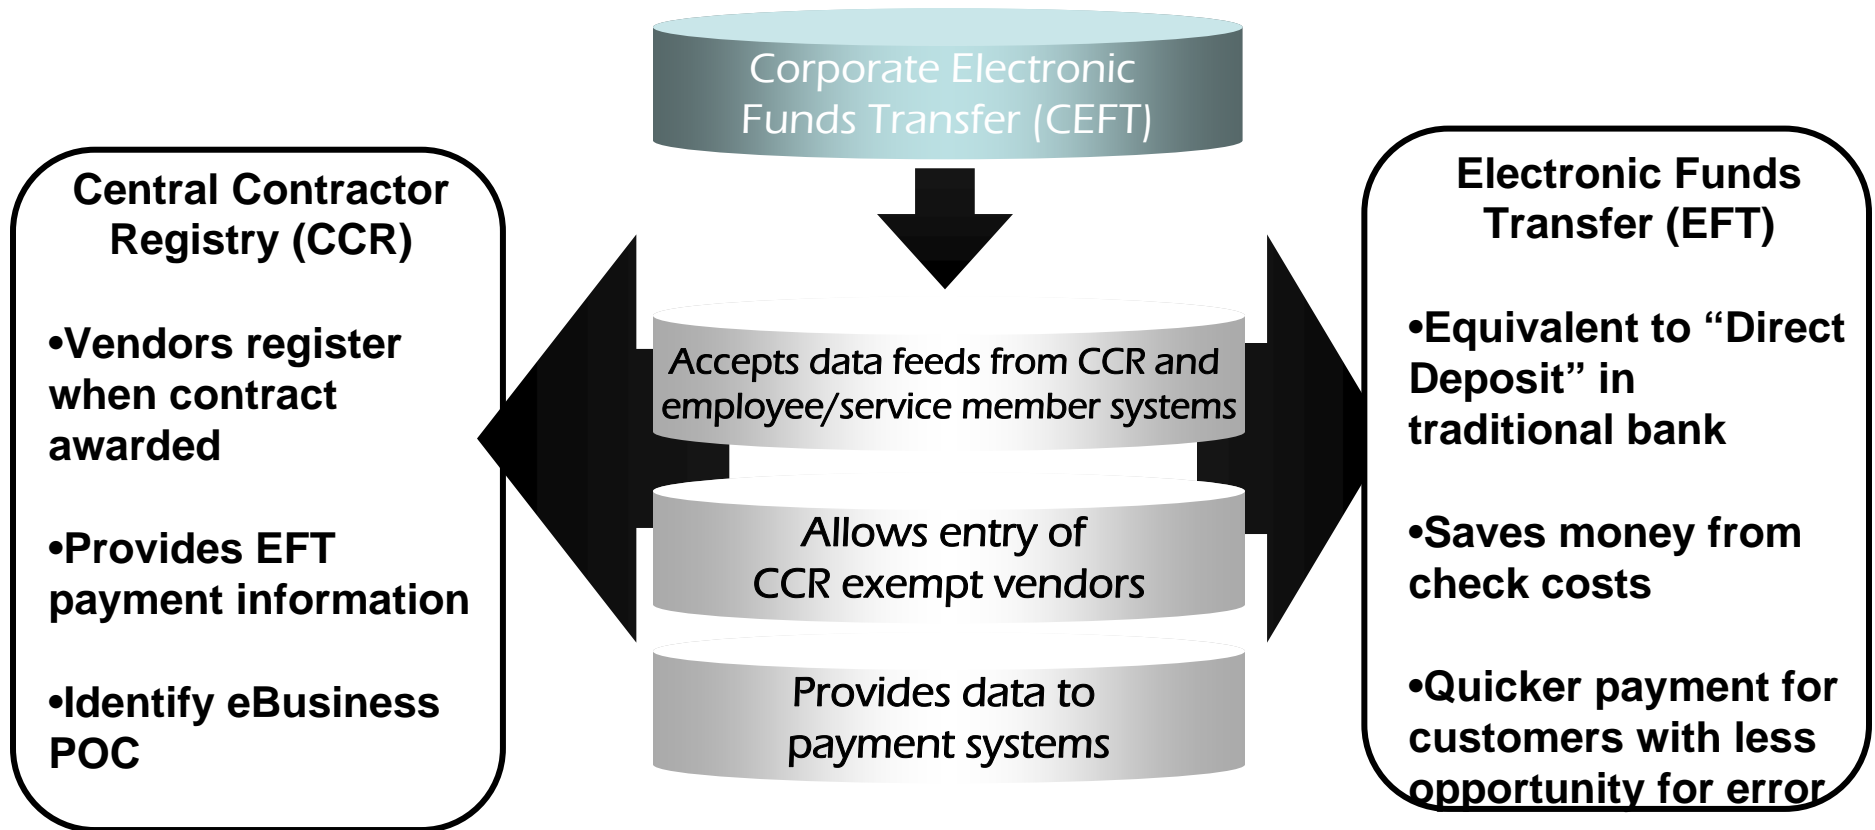 Corporate Electronic
Funds Transfer (CEFT)
Central Contractor
Registry (CCR)
•Vendors register
when contract
awarded
•Provides EFT
payment information
•Identify eBusiness
POC
Accepts data feeds from CCR and
employee/service member systems
Allows entry of
CCR exempt vendors
Provides data to
payment systems
Electronic Funds
Transfer (EFT)
•Equivalent to “Direct
Deposit” in
traditional bank
•Saves money from
check costs
•Quicker payment for
customers with less
opportunity for error